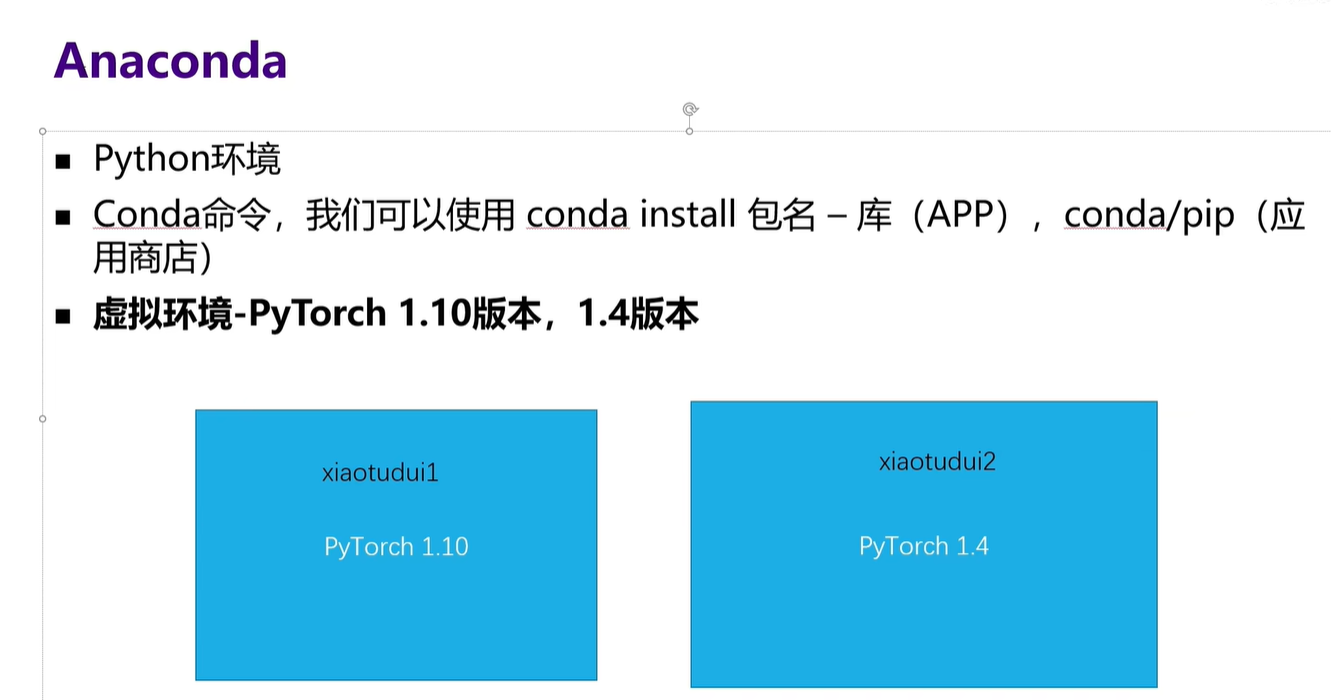 Anaconda
Python环境
Conda命令，我们可以使用 conda install 包名 – 库（APP），conda/pip（应
用商店）
虚拟环境-PyTorch 1.10版本，1.4版本
xiaotudui1
xiaotudui2
PyTorch 1.10
PyTorch 1.4